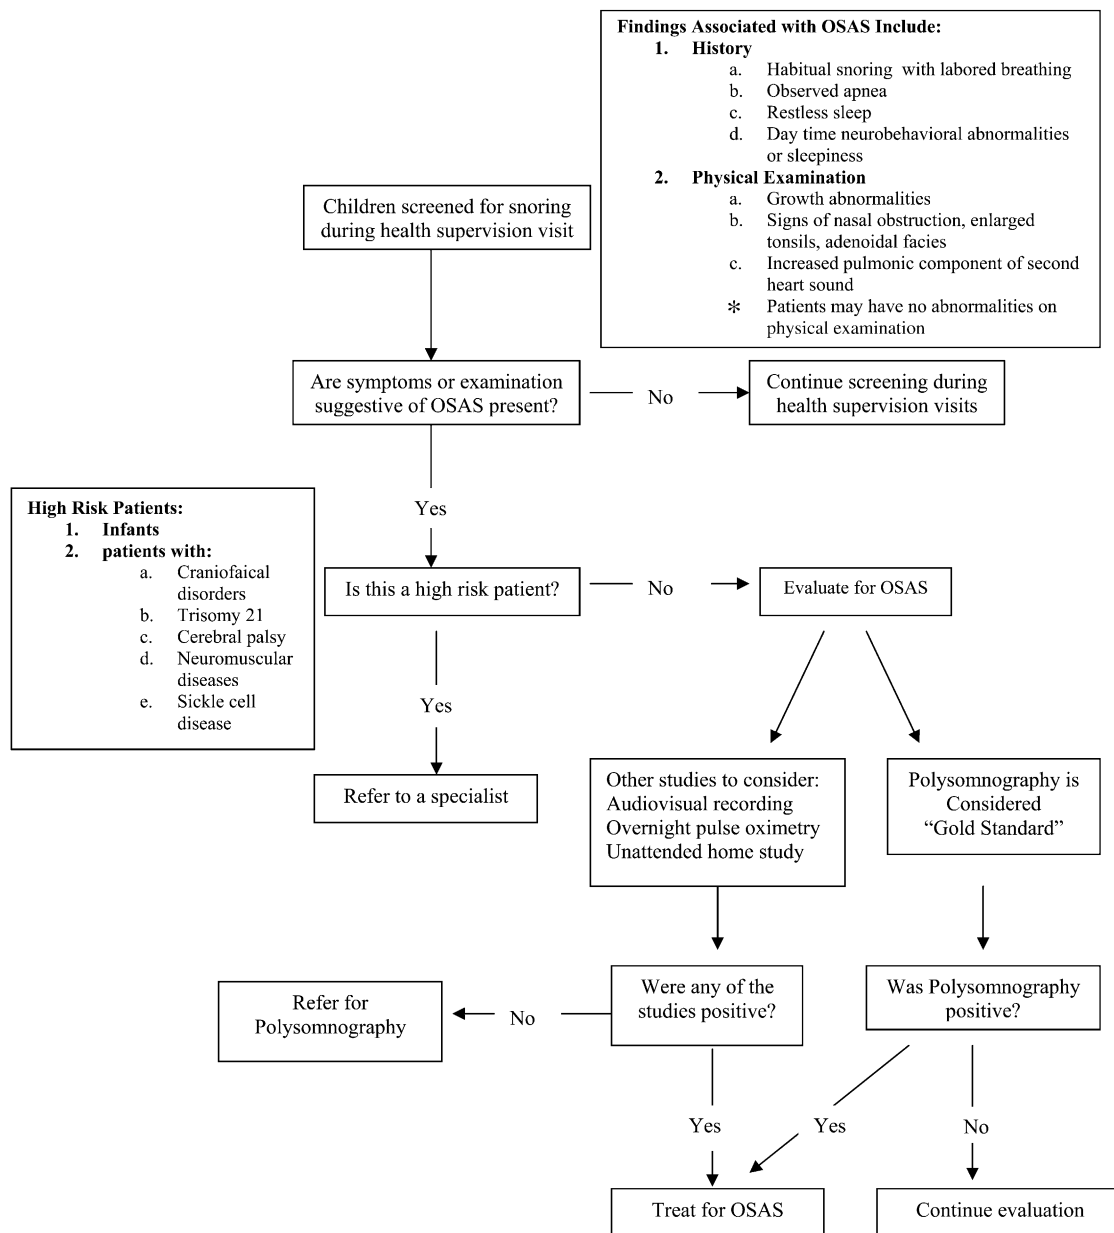 Findings Associated with OSAS Include:
1. History
a. Habitual snoring with labored breathing
b. Observed apnea
c. Restless sleep
d. Day time neurobehavioral abnormalities
or sleepiness
2. Physical Examination
a. Growth abnormalities
b. Signs of nasal obstruction, enlarged
tonsils, adenoidal facies
c. Increased pulmonic component of second
heart sound
* Patients may have no abnormalities on
physical examination
Children screened for snoring
during health supervision visit
Are symptoms or examination
suggestive of OSAS present?
No
Continue screening during
health supervision visits
Yes
High Risk Patients:
1. Infants
2. patients with:
a. Craniofaical
disorders
b. Trisomy 21
c. Cerebral palsy
d. Neuromuscular
diseases
e. Sickle cell
disease
Is this a high risk patient?
No
Evaluate for OSAS
Yes
Refer to a specialist
Other studies to consider:
Audiovisual recording
Overnight pulse oximetry
Unattended home study
Polysomnography is
Considered
“Gold Standard”
Were any of the
studies positive?
Was Polysomnography
positive?
No
Refer for
Polysomnography
Yes
Yes
No
Treat for OSAS
Continue evaluation